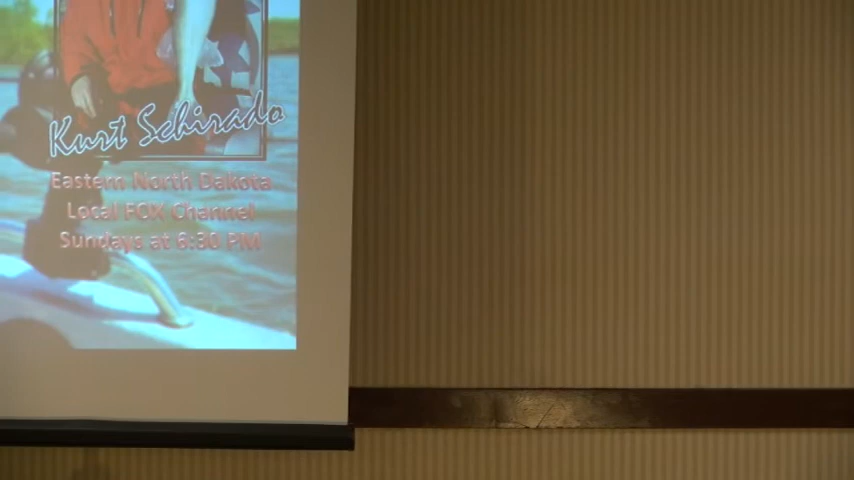 Kurt Schirado
Eastern North Dakota
Local FOX Channel
Sundays at 6:30 PM